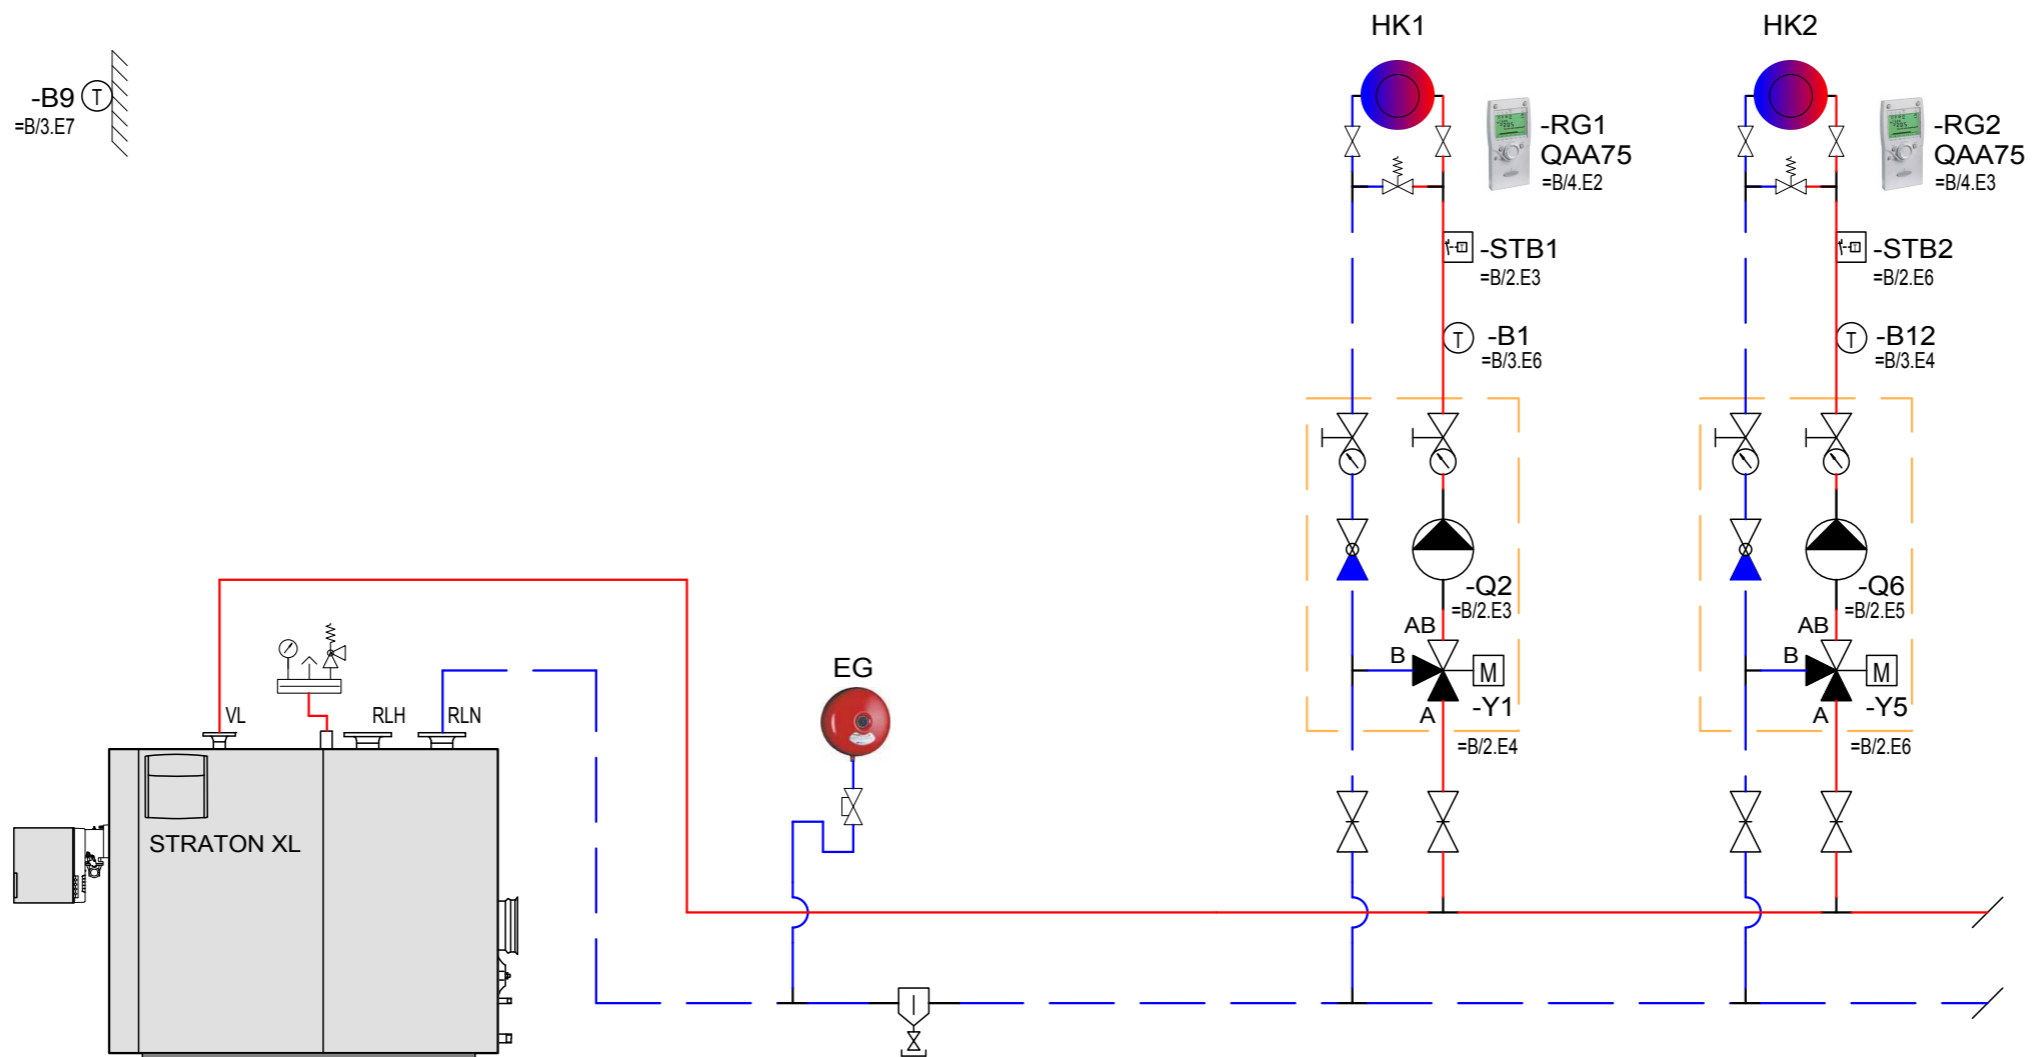 HK1
HK2
-B9
T
=B/3.E7
-RG1
QAA75
=B/4.E2
-RG2
QAA75
=B/4.E3
-STB1
=B/2.E3
-STB2
=B/2.E6
T
-B1
=B/3.E6
T
-B12
=B/3.E4
-Q2
=B/2.E3
-Q6
=B/2.E5
AB
B
M
A
-Y1
=B/2.E4
AB
B
M
A
-Y5
=B/2.E6
EG
VL
RLH
RLN
STRATON XL